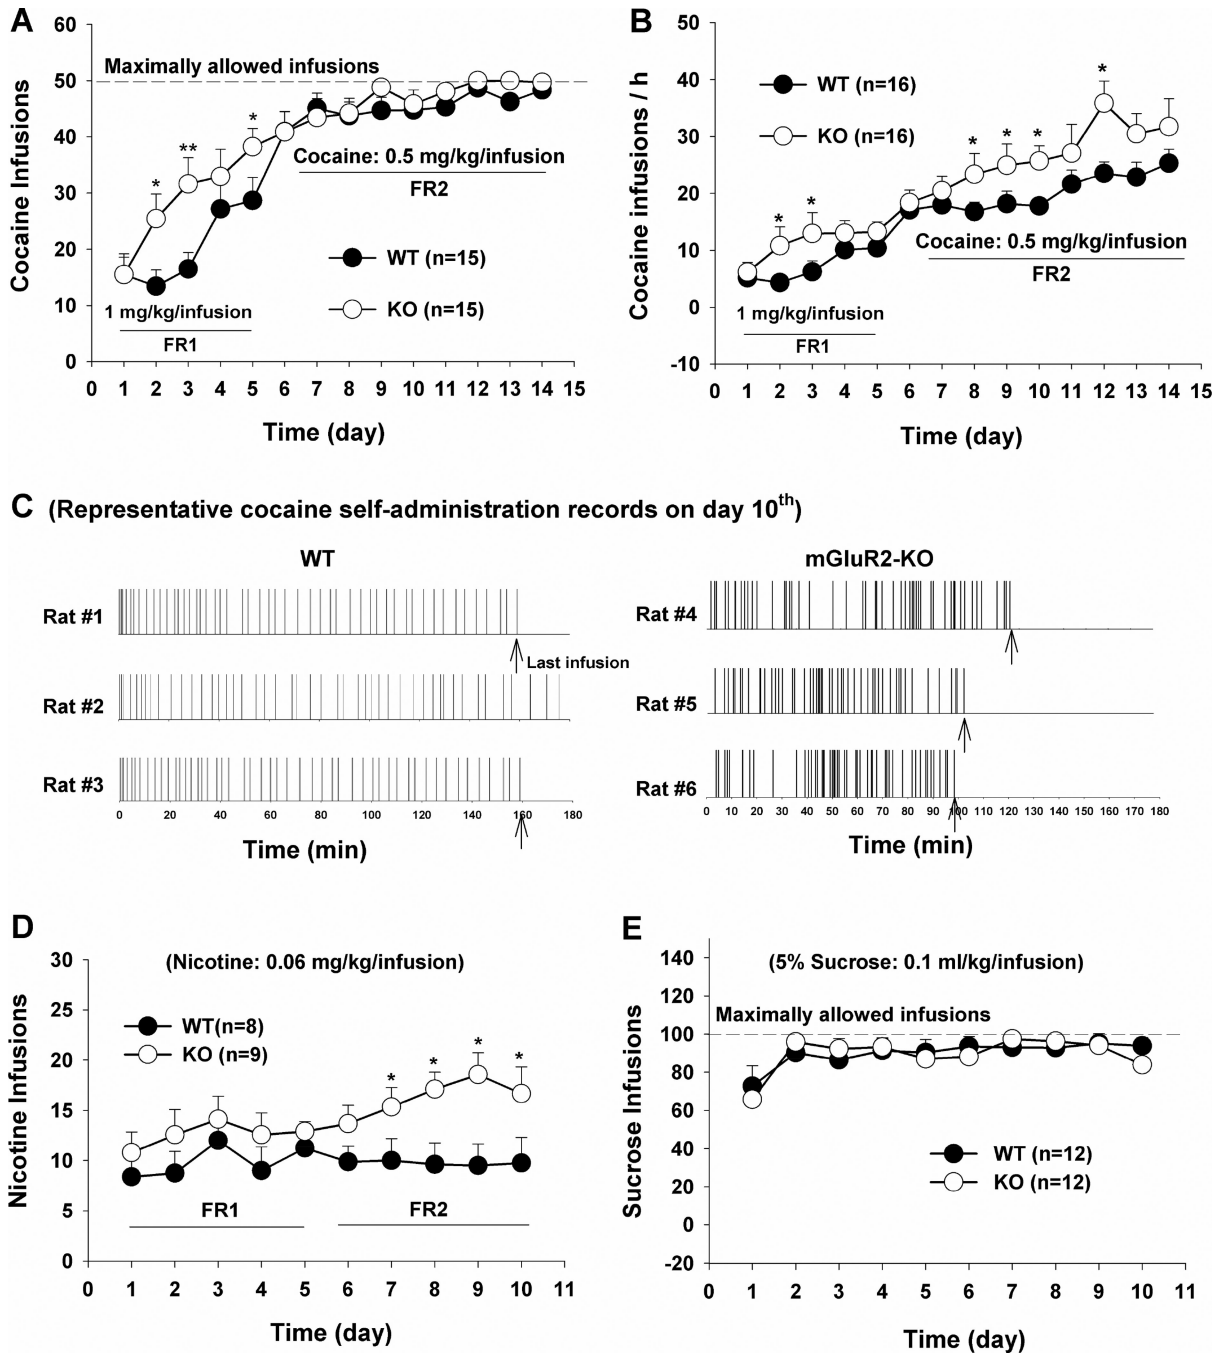 A
60
50
40
30
20
10
0
Cocaine Infusions
Maximally allowed infusions
*
**
*
Cocaine: 0.5 mg/kg/infusion
FR2
WT (n=15)
KO (n=15)
1 mg/kg/infusion
FR1
0 1 2 3 4 5 6 7 8 9 10 11 12 13 14 15
Time (day)
B
50
40
30
20
10
0
-10
Cocaine infusions / h
WT (n=16)
KO (n=16)
* * * * * *
Cocaine: 0.5 mg/kg/infusion
FR2
1 mg/kg/infusion
FR1
0 1 2 3 4 5 6 7 8 9 10 11 12 13 14 15
Time (day)
C (Representative cocaine self-administration records on day 10th)
WT
Rat #1
Last infusion
Rat #2
Rat #3
0 20 40 60 80 100 120 140 160 180
Time (min)
mGluR2-KO
Rat #4
Rat #5
Rat #6
0 10 20 30 40 50 60 70 80 90 100 110 120 130 140 150 160 170 180
Time (min)
D
30
25
20
15
10
5
0
Nicotine Infusions
(Nicotine: 0.06 mg/kg/infusion)
WT(n=8)
KO (n=9)
* * * *
FR1
FR2
0 1 2 3 4 5 6 7 8 9 10 11
Time (day)
E
140
120
100
80
60
40
20
0
-20
Sucrose Infusions
(5% Sucrose: 0.1 ml/kg/infusion)
Maximally allowed infusions
WT (n=12)
KO (n=12)
0 1 2 3 4 5 6 7 8 9 10 11
Time (day)